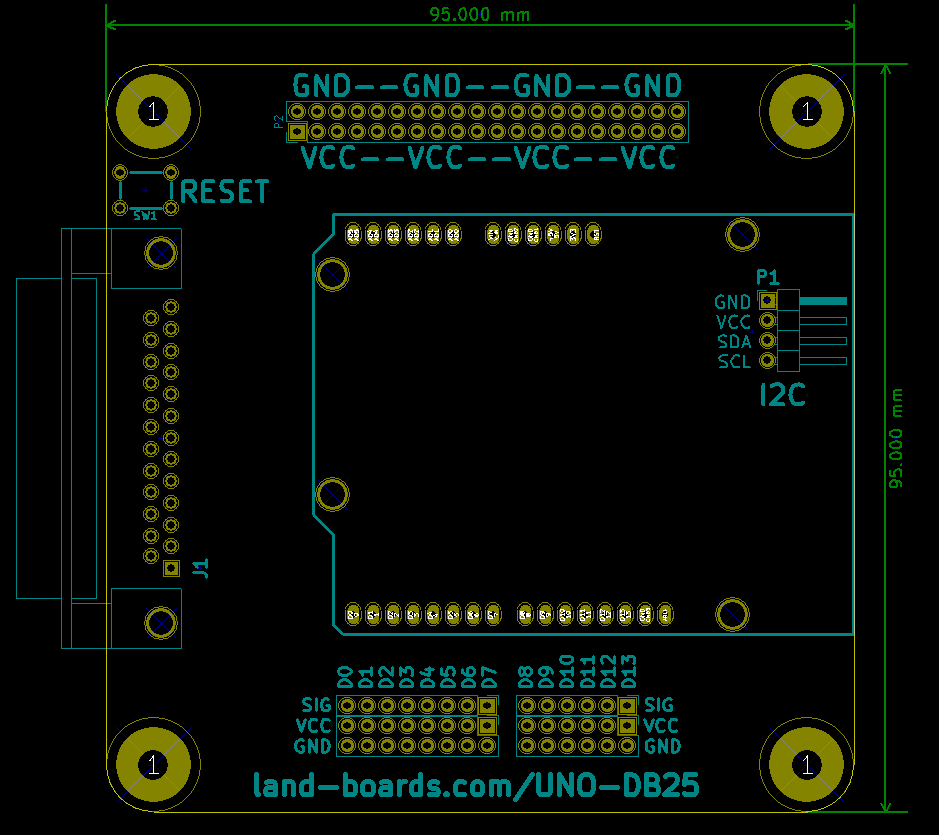 95.000 mm
GND--GND--GND--GND
P2
VCC--VCC--VCC--VCC
1
1
RESET
SW1
P1
GND
VCC
SDA
SCL
I2C
95.000 mm
J1
D0 D1 D2 D3 D4 D5 D6 D7 D8 D9 D10 D11 D12 D13
SIG SIG
VCC VCC
GND GND
1
1
land-boards.com/UNO-DB25